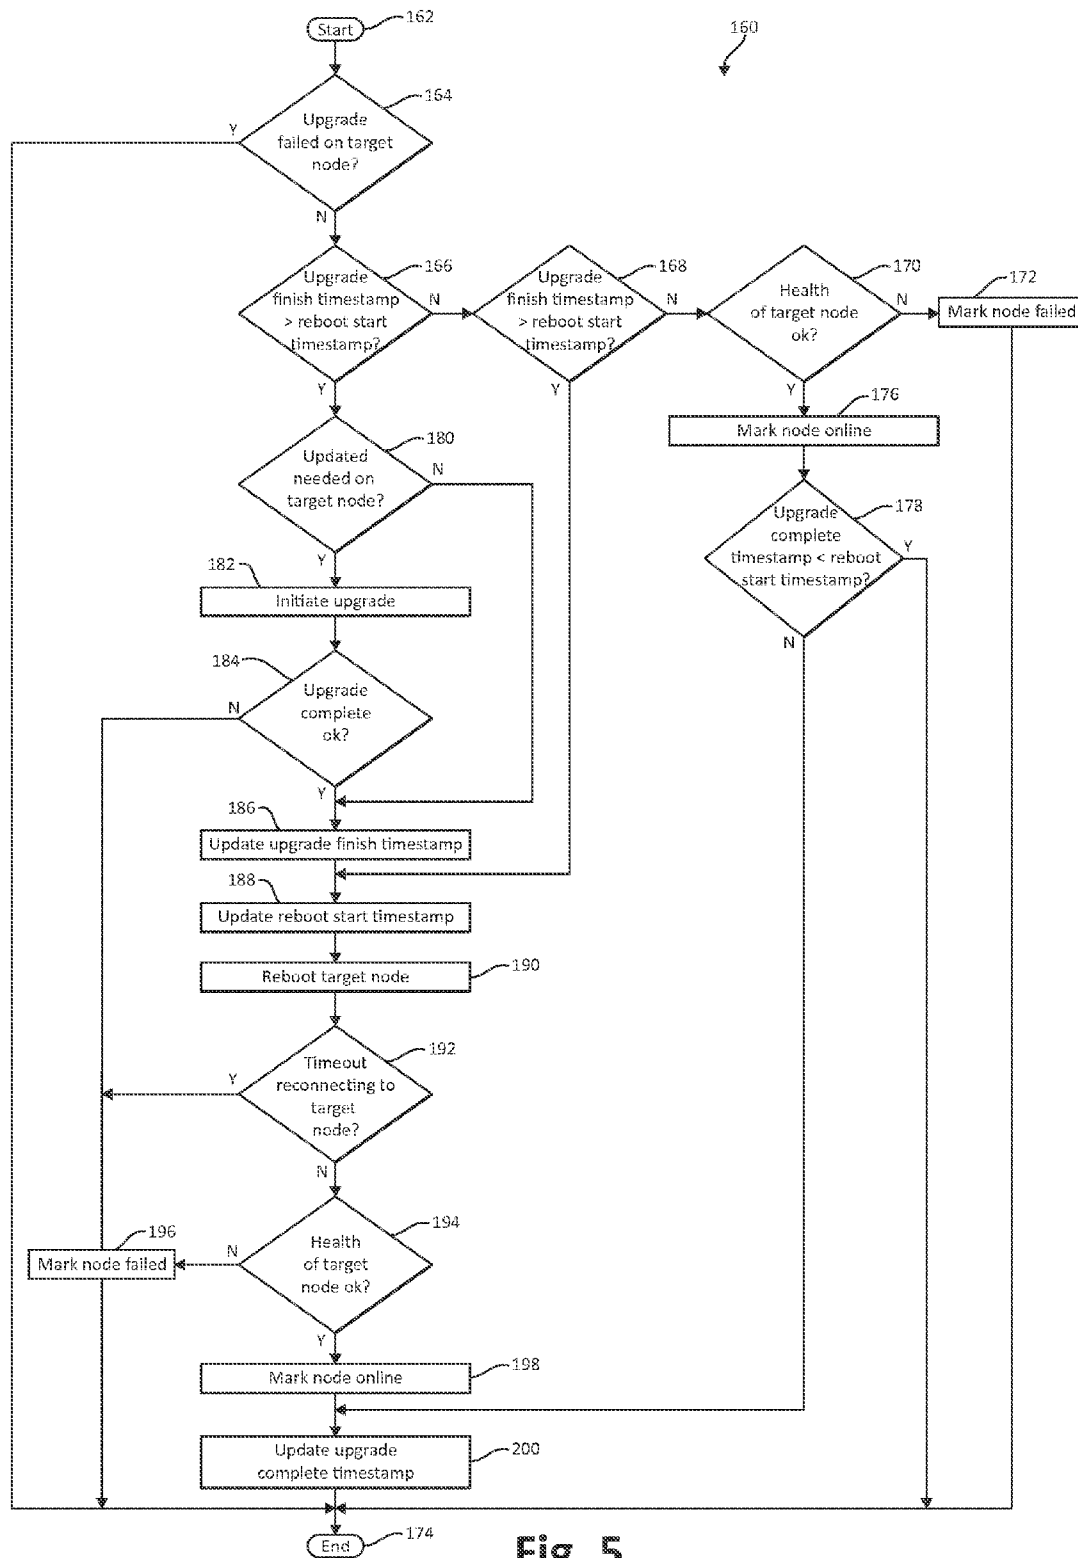 Start
162
160
164
Y
Upgrade
failed on target
node?
N
166
Upgrade
finish timestamp
> reboot start
timestamp?
N
Y
168
Upgrade
finish timestamp
> reboot start
timestamp?
N
Y
170
Health
of target node
ok?
N
Y
172
Mark node failed
176
Mark node online
178
Upgrade
complete
timestamp < reboot
start timestamp?
Y
N
180
Updated
needed on
target node?
N
Y
182
Initiate upgrade
184
Upgrade
complete
ok?
N
Y
186
Update upgrade finish timestamp
188
Update reboot start timestamp
190
Reboot target node
192
Timeout
reconnecting to
target
node?
Y
N
194
Health
of target
node ok?
N
Y
196
Mark node failed
198
Mark node online
200
Update upgrade
complete timestamp
End
174
Fig. 5